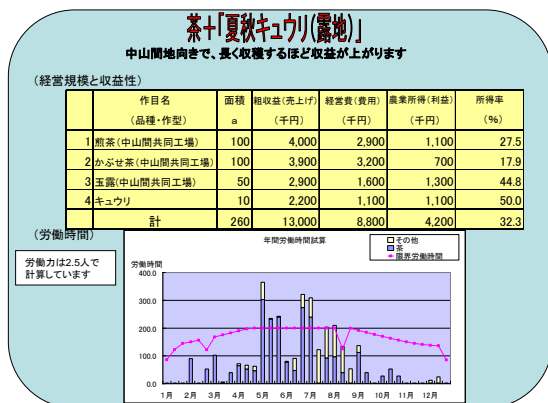 茶+「夏秋キュウリ(露地)」
中山間地向きで、長く収穫するほど収益が上がります
(経営規模と収益性)
作目名 面積 粗収益(売上げ) 経営費(費用) 農業所得(利益) 所得率
(品種・作型) a (千円) (千円) (千円) (%)
1 煎茶(中山間共同工場) 100 4,000 2,900 1,100 27.5
2 かぶせ茶(中山間共同工場) 100 3,900 3,200 700 17.9
3 玉露(中山間共同工場) 50 2,900 1,600 1,300 44.8
4 キュウリ 10 2,200 1,100 1,100 50.0
計 260 13,000 8,800 4,200 32.3
(労働時間)
労働力は2.5人で
計算しています
年間労働時間試算
その他
茶
限界労働時間
労働時間
400.0
300.0
200.0
100.0
0.0
1月 2月 3月 4月 5月 6月 7月 8月 9月 10月 11月 12月